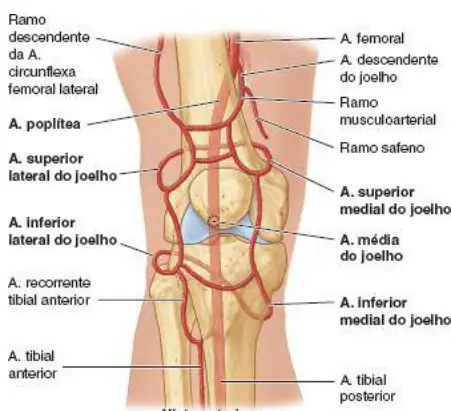 Ramo
descendente
da A.
circunflexa
femoral lateral
A. poplítea
A. superior
lateral do joelho
A. inferior
lateral do joelho
A. recorrente
tibial anterior
A. tibial
anterior
A. femoral
A. descendente
do joelho
Ramo
musculoarterial
Ramo safeno
A. superior
medial do joelho
A. média
do joelho
A. inferior
medial do joelho
A. tibial
posterior